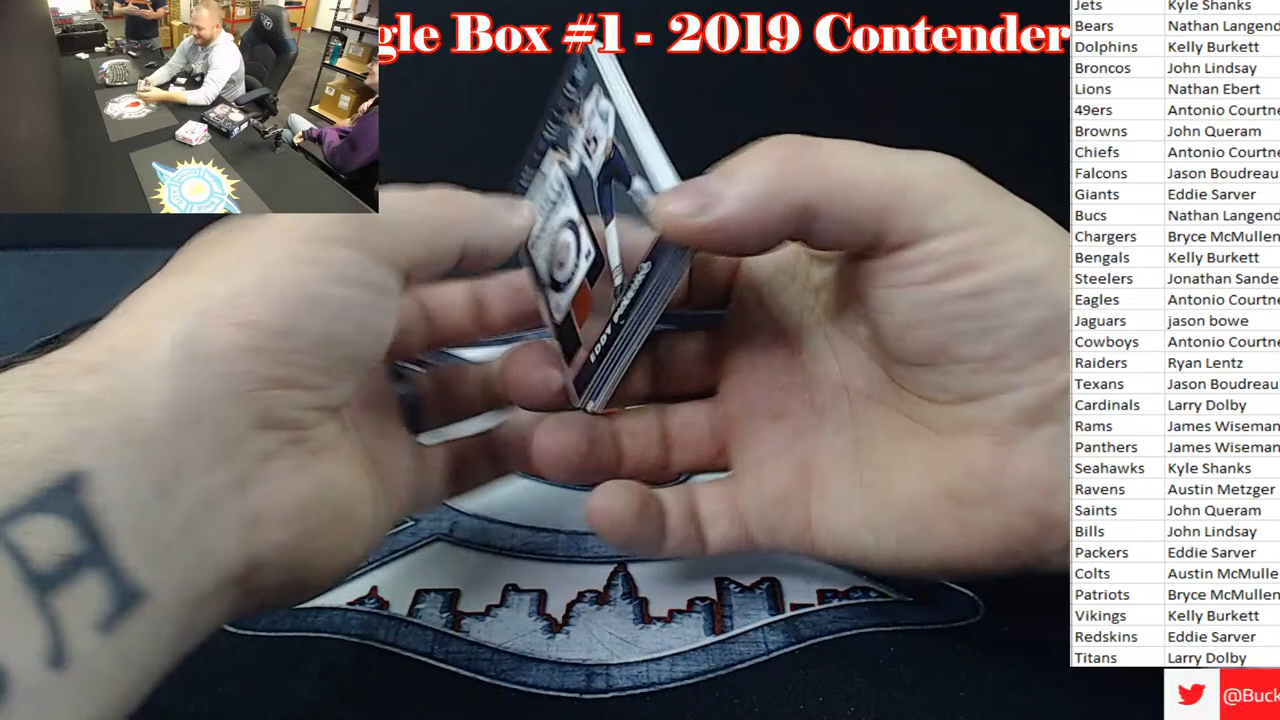 gle Box #1 - 2019 Contender
Jets Kyle Shanks
Bears Nathan Langend
Dolphins Kelly Burkett
Broncos John Lindsay
Lions Nathan Ebert
49ers Antonio Courtne
Browns John Queram
Chiefs Antonio Courtne
Falcons Jason Boudreau
Giants Eddie Sarver
Bucs Nathan Langend
Chargers Bryce McMullen
Bengals Kelly Burkett
Steelers Jonathan Sande
Eagles Antonio Courtne
Jaguars jason bowe
Cowboys Antonio Courtne
Raiders Ryan Lentz
Texans Jason Boudreau
Cardinals Larry Dolby
Rams James Wiseman
Panthers James Wiseman
Seahawks Kyle Shanks
Ravens Austin Metzger
Saints John Queram
Bills John Lindsay
Packers Eddie Sarver
Colts Austin McMulle
Patriots Bryce McMullen
Vikings Kelly Burkett
Redskins Eddie Sarver
Titans Larry Dolby
@Buck
EDDY